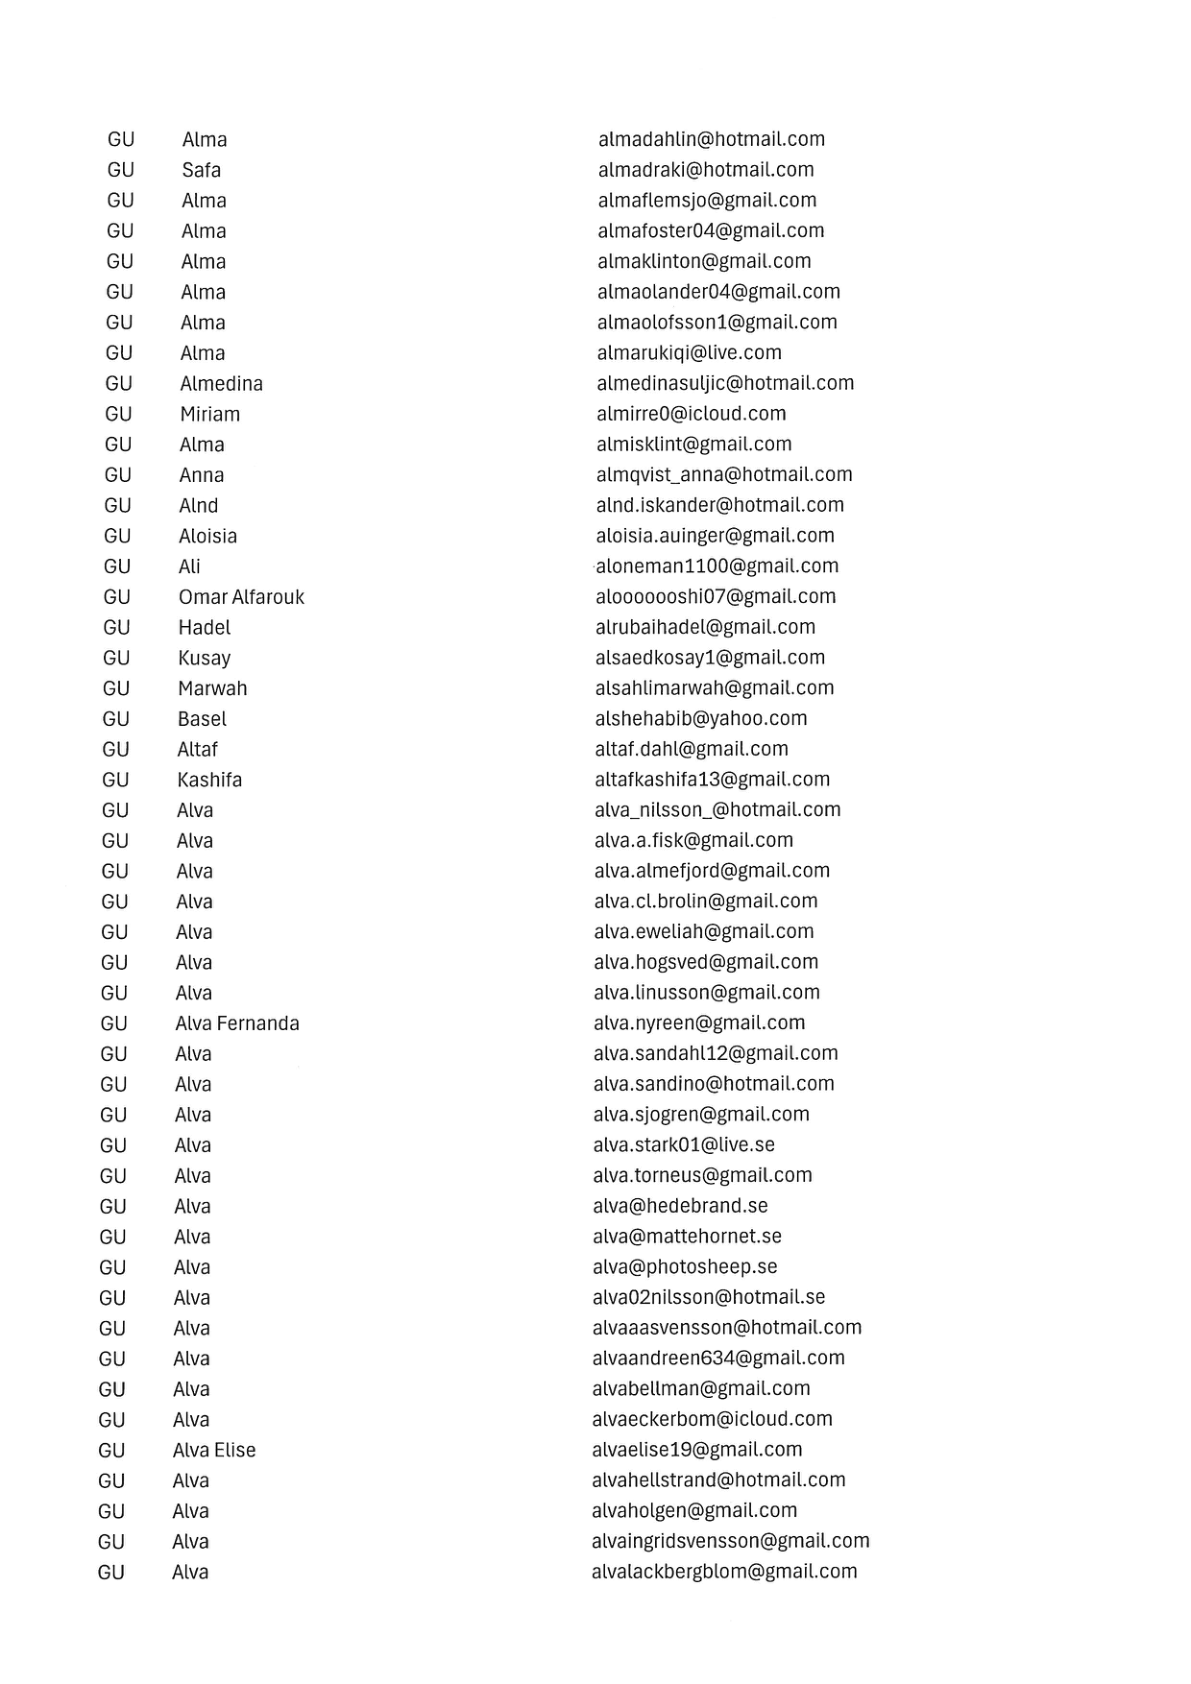 GU Alma almadahlin@hotmail.com
GU Safa almadraki@hotmail.com
GU Alma almaflemsjo@gmail.com
GU Alma almafoster04@gmail.com
GU Alma almaklinton@gmail.com
GU Alma almaolander04@gmail.com
GU Alma almaolofsson1@gmail.com
GU Alma almarukiqi@live.com
GU Almedina almedinasuljic@hotmail.com
GU Miriam almirre0@icloud.com
GU Alma almisklint@gmail.com
GU Anna almqvist_anna@hotmail.com
GU Alnd alnd.iskander@hotmail.com
GU Aloisia aloisia.auinger@gmail.com
GU Ali aloneman1100@gmail.com
GU Omar Alfarouk alooooooshi07@gmail.com
GU Hadel alrubaihadel@gmail.com
GU Kusay alsaedkosay1@gmail.com
GU Marwah alsahlimarwah@gmail.com
GU Basel alshehabib@yahoo.com
GU Altaf altaf.dahl@gmail.com
GU Kashifa altafkashifa13@gmail.com
GU Alva alva_nilsson_@hotmail.com
GU Alva alva.a.fisk@gmail.com
GU Alva alva.almefjord@gmail.com
GU Alva alva.cl.brolin@gmail.com
GU Alva alva.eweliah@gmail.com
GU Alva alva.hogsved@gmail.com
GU Alva alva.linusson@gmail.com
GU Alva Fernanda alva.nyreen@gmail.com
GU Alva alva.sandahl12@gmail.com
GU Alva alva.sandino@hotmail.com
GU Alva alva.sjogren@gmail.com
GU Alva alva.stark01@live.se
GU Alva alva.torneus@gmail.com
GU Alva alva@hedebrand.se
GU Alva alva@mattehornet.se
GU Alva alva@photosheep.se
GU Alva alva02nilsson@hotmail.se
GU Alva alvaaasvensson@hotmail.com
GU Alva alvaandreen634@gmail.com
GU Alva alvabellman@gmail.com
GU Alva alvaeckerbom@icloud.com
GU Alva Elise alvaelise19@gmail.com
GU Alva alvahellstrand@hotmail.com
GU Alva alvaholgen@gmail.com
GU Alva alvaingridsvensson@gmail.com
GU Alva alvalackbergblom@gmail.com